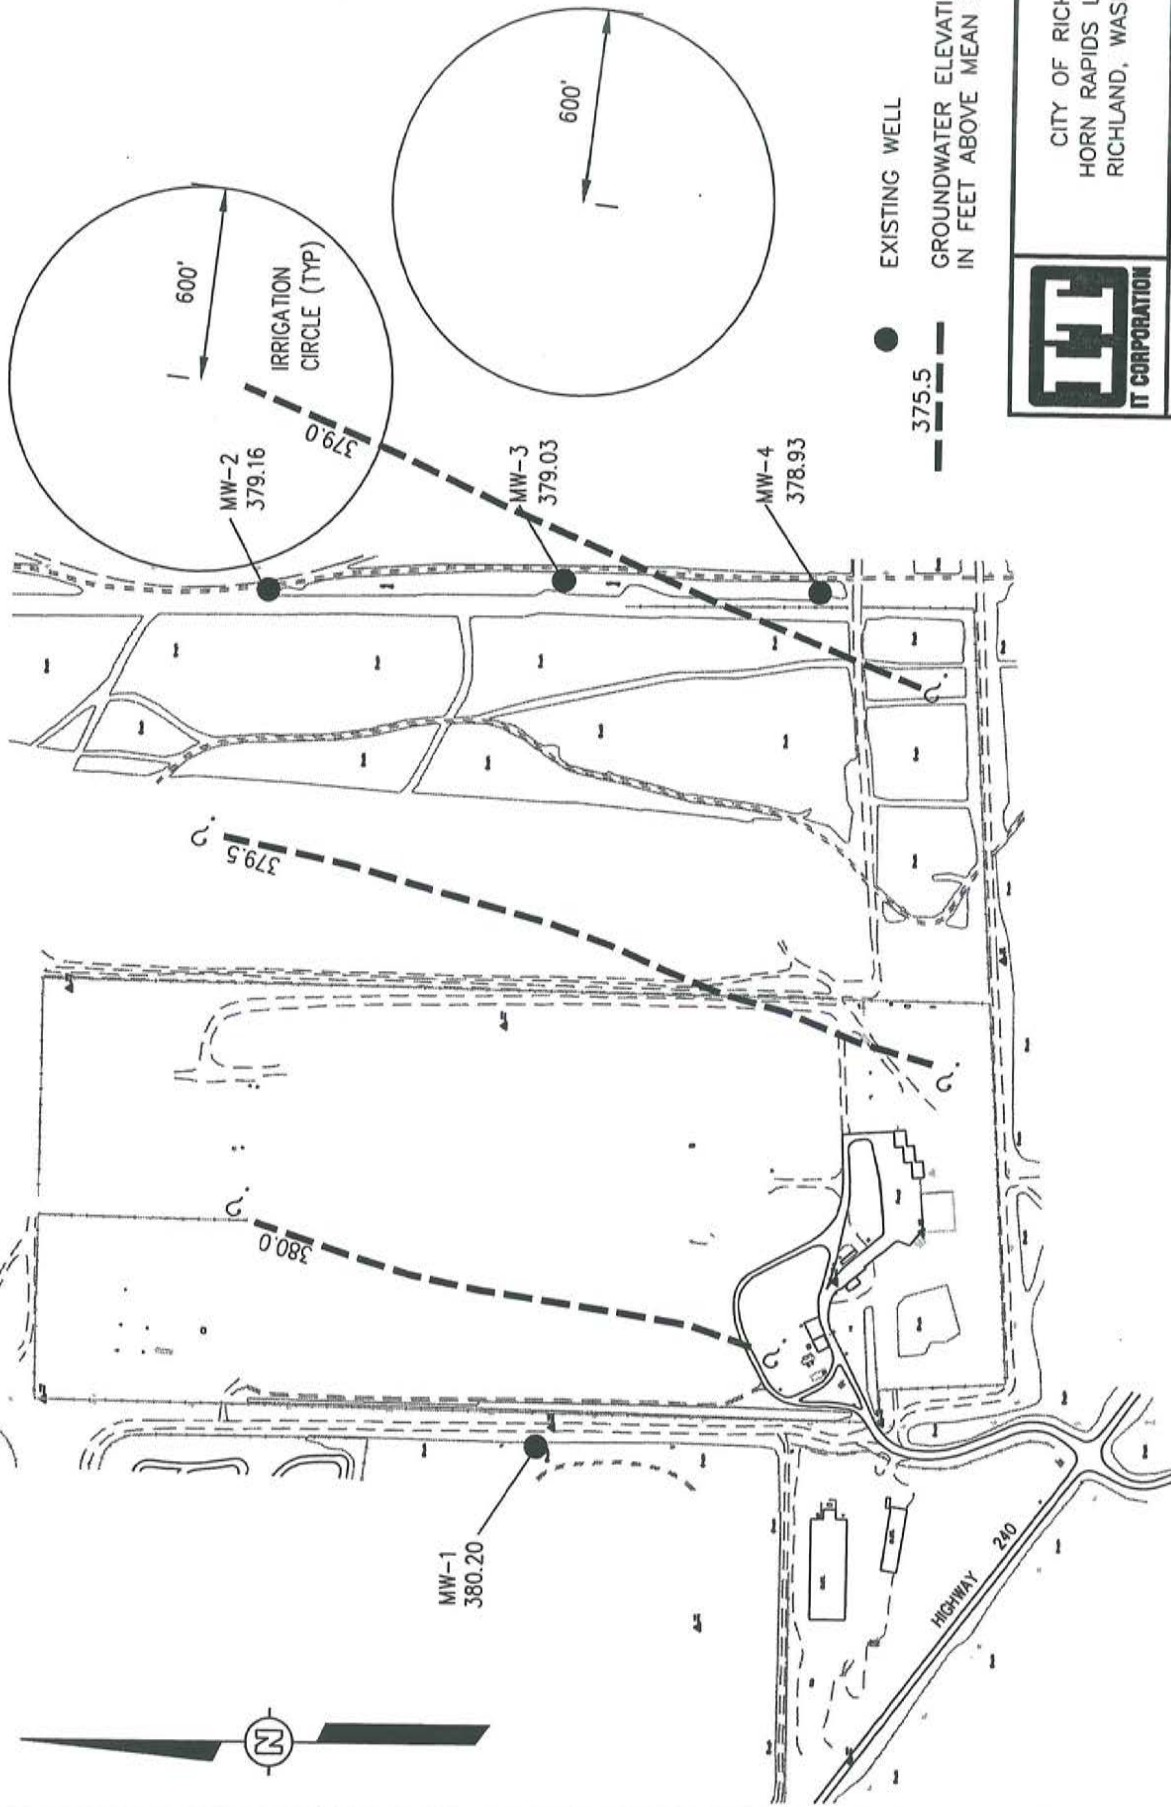 600'
IRRIGATION
CIRCLE (TYP)
600'
MW-2
379.16
379.0
MW-3
379.03
MW-4
378.93
379.5
380.0
MW-1
380.20
HIGHWAY 240
N
EXISTING WELL
375.5
GROUNDWATER ELEVATI
IN FEET ABOVE MEAN
IT CORPORATION
CITY OF RICH
HORN RAPIDS L
RICHLAND, WAS
?
?
?
?
?